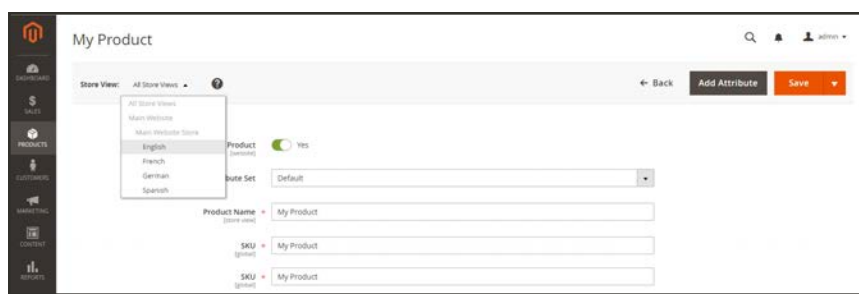 My Product
admin
DASHBOARD
SALES
PRODUCTS
CUSTOMERS
MARKETING
CONTENT
REPORTS
Store View: All Store Views
← Back
Add Attribute
Save
All Store Views
Main Website
Main Website Store
English
French
German
Spanish
Product
[website]
Yes
bute Set
Default
Product Name *
[store view]
My Product
SKU *
[global]
My Product
SKU *
[global]
My Product